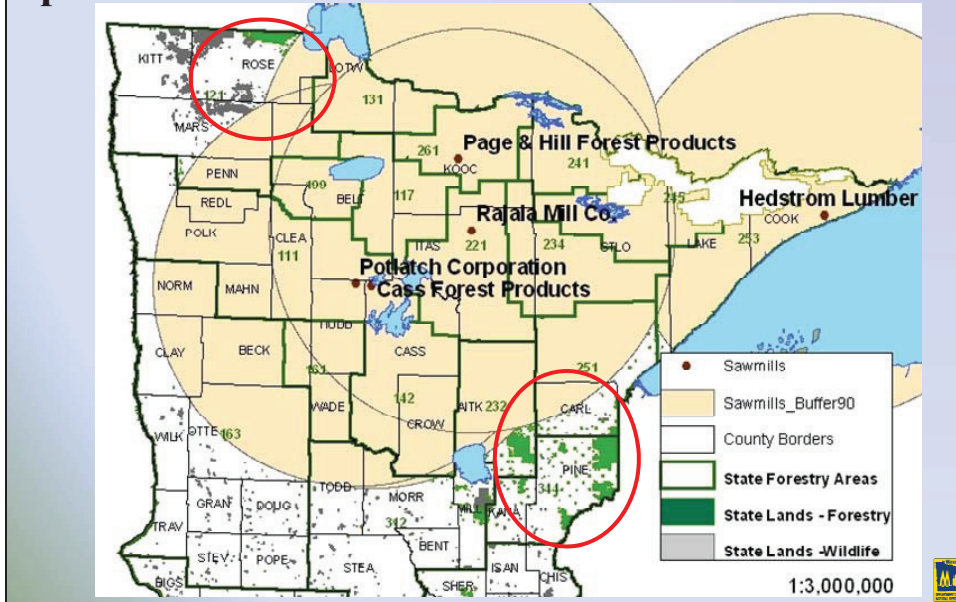 KITT
ROSE
LOTW
121
131
MARS
Page & Hill Forest Products
261
KOOC
241
PENN
BELT
117
245
Hedstrom Lumber
REDL
Rajala Mill Co.
COOK
POLK
CLEA
ITAS
221
234
STLO
LAKE
253
111
Potlatch Corporation
NORM
MAHN
Cass Forest Products
HUBB
CLAY
BECK
CASS
161
251
Sawmills
WADE
142
AITK
232
CARL
Sawmills_Buffer90
CROW
WILK
OTTE
163
County Borders
PINE
State Forestry Areas
TODD
MORR
344
GRAN
DOUG
MILL
KANA
State Lands - Forestry
TRAV
312
BENT
State Lands -Wildlife
STEV
POPE
STEA
ISAN
BIGS
SHER
CHIS
1:3,000,000